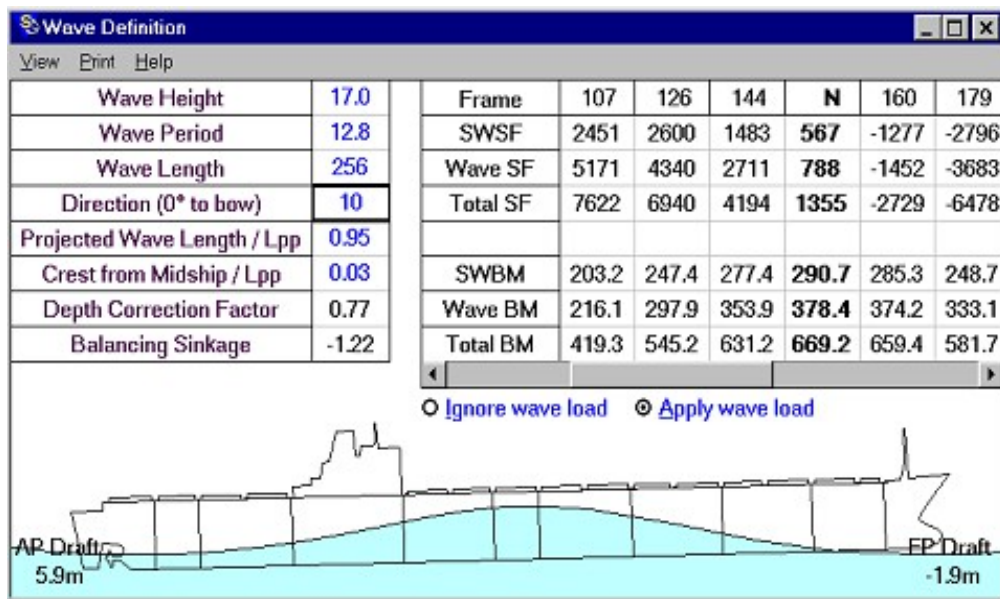 Wave Definition
View Print Help
Wave Height 17.0
Wave Period 12.8
Wave Length 256
Direction (0* to bow) 10
Projected Wave Length / Lpp 0.95
Crest from Midship / Lpp 0.03
Depth Correction Factor 0.77
Balancing Sinkage -1.22
Frame 107 126 144 N 160 179
SWSF 2451 2600 1483 567 -1277 -2796
Wave SF 5171 4340 2711 788 -1452 -3683
Total SF 7622 6940 4194 1355 -2729 -6478
SWBM 203.2 247.4 277.4 290.7 285.3 248.7
Wave BM 216.1 297.9 353.9 378.4 374.2 333.1
Total BM 419.3 545.2 631.2 669.2 659.4 581.7
Ignore wave load Apply wave load
AP Draft
5.9m
FP Draft
-1.9m